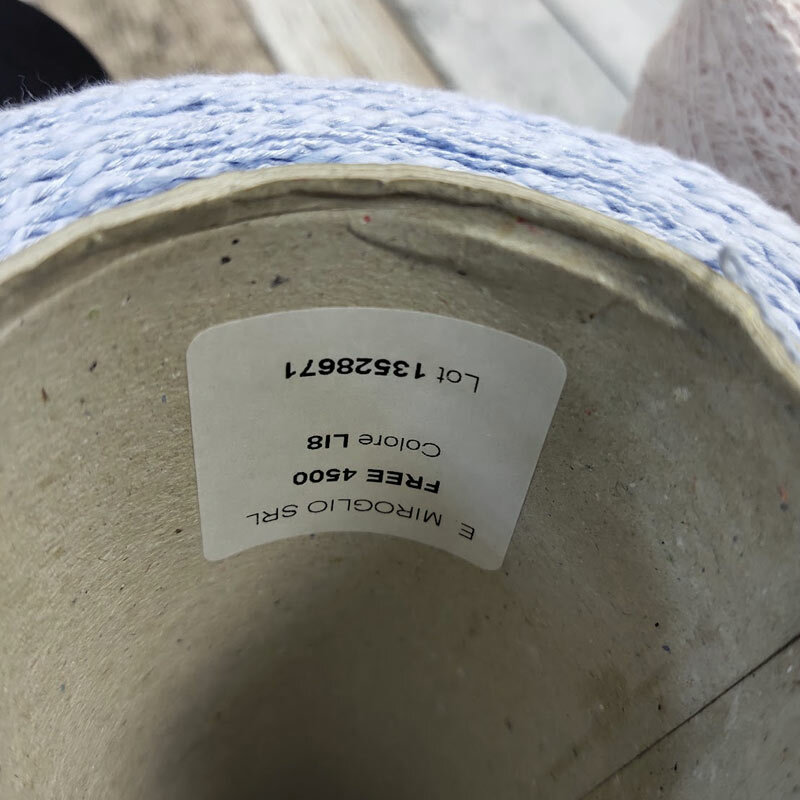 E. MIROGLIO SRL
FREE 4500
Colore LI8
Lot 13528671